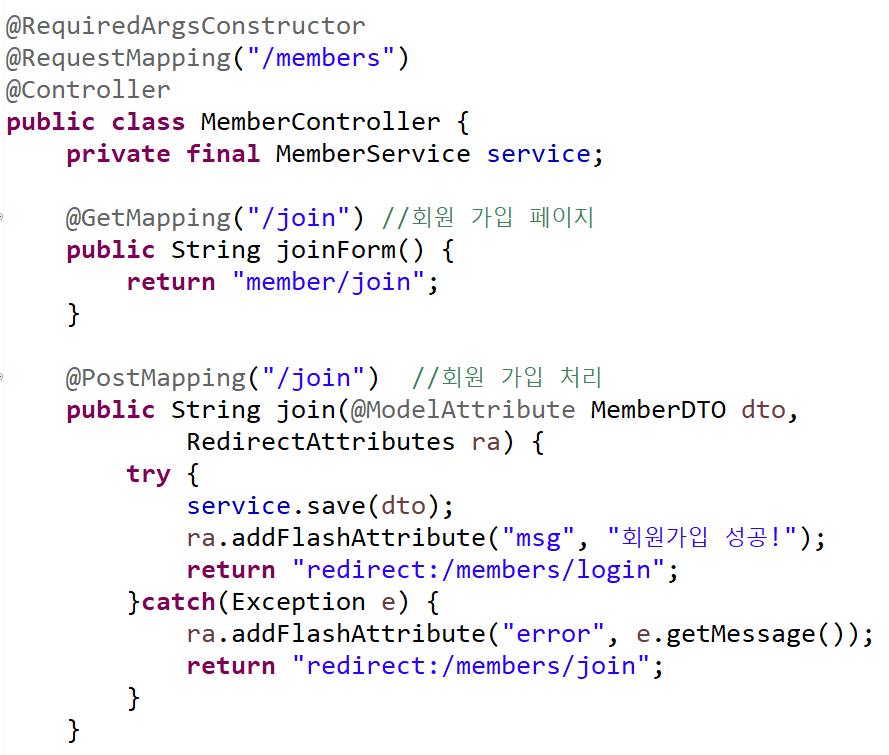 @RequiredArgsConstructor
@RequestMapping("/members")
@Controller
public class MemberController {
    private final MemberService service;
    @GetMapping("/join") //회원 가입 페이지
    public String joinForm() {
        return "member/join";
    }
    @PostMapping("/join")  //회원 가입 처리
    public String join(@ModelAttribute MemberDTO dto,
            RedirectAttributes ra) {
        try {
            service.save(dto);
            ra.addFlashAttribute("msg", "회원가입 성공!");
            return "redirect:/members/login";
        }catch(Exception e) {
            ra.addFlashAttribute("error", e.getMessage());
            return "redirect:/members/join";
        }
    }